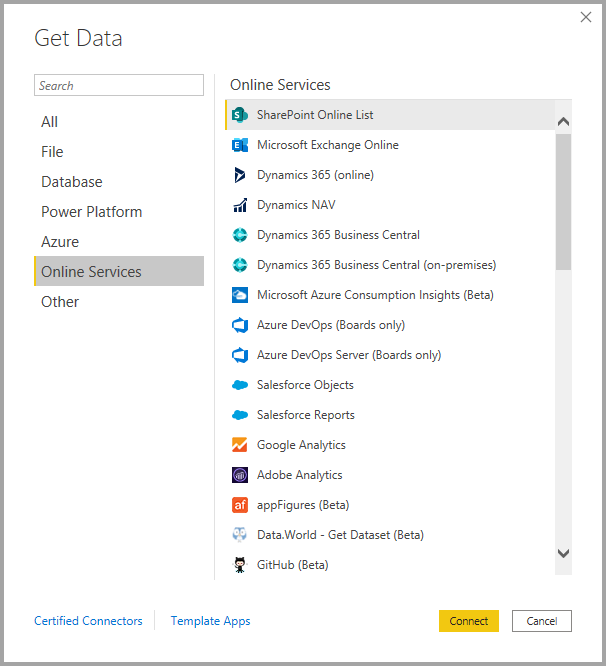 Get Data
Search
All
File
Database
Power Platform
Azure
Online Services
Other
Online Services
SharePoint Online List
Microsoft Exchange Online
Dynamics 365 (online)
Dynamics NAV
Dynamics 365 Business Central
Dynamics 365 Business Central (on-premises)
Microsoft Azure Consumption Insights (Beta)
Azure DevOps (Boards only)
Azure DevOps Server (Boards only)
Salesforce Objects
Salesforce Reports
Google Analytics
Adobe Analytics
af appFigures (Beta)
Data.World - Get Dataset (Beta)
GitHub (Beta)
Certified Connectors
Template Apps
Connect
Cancel